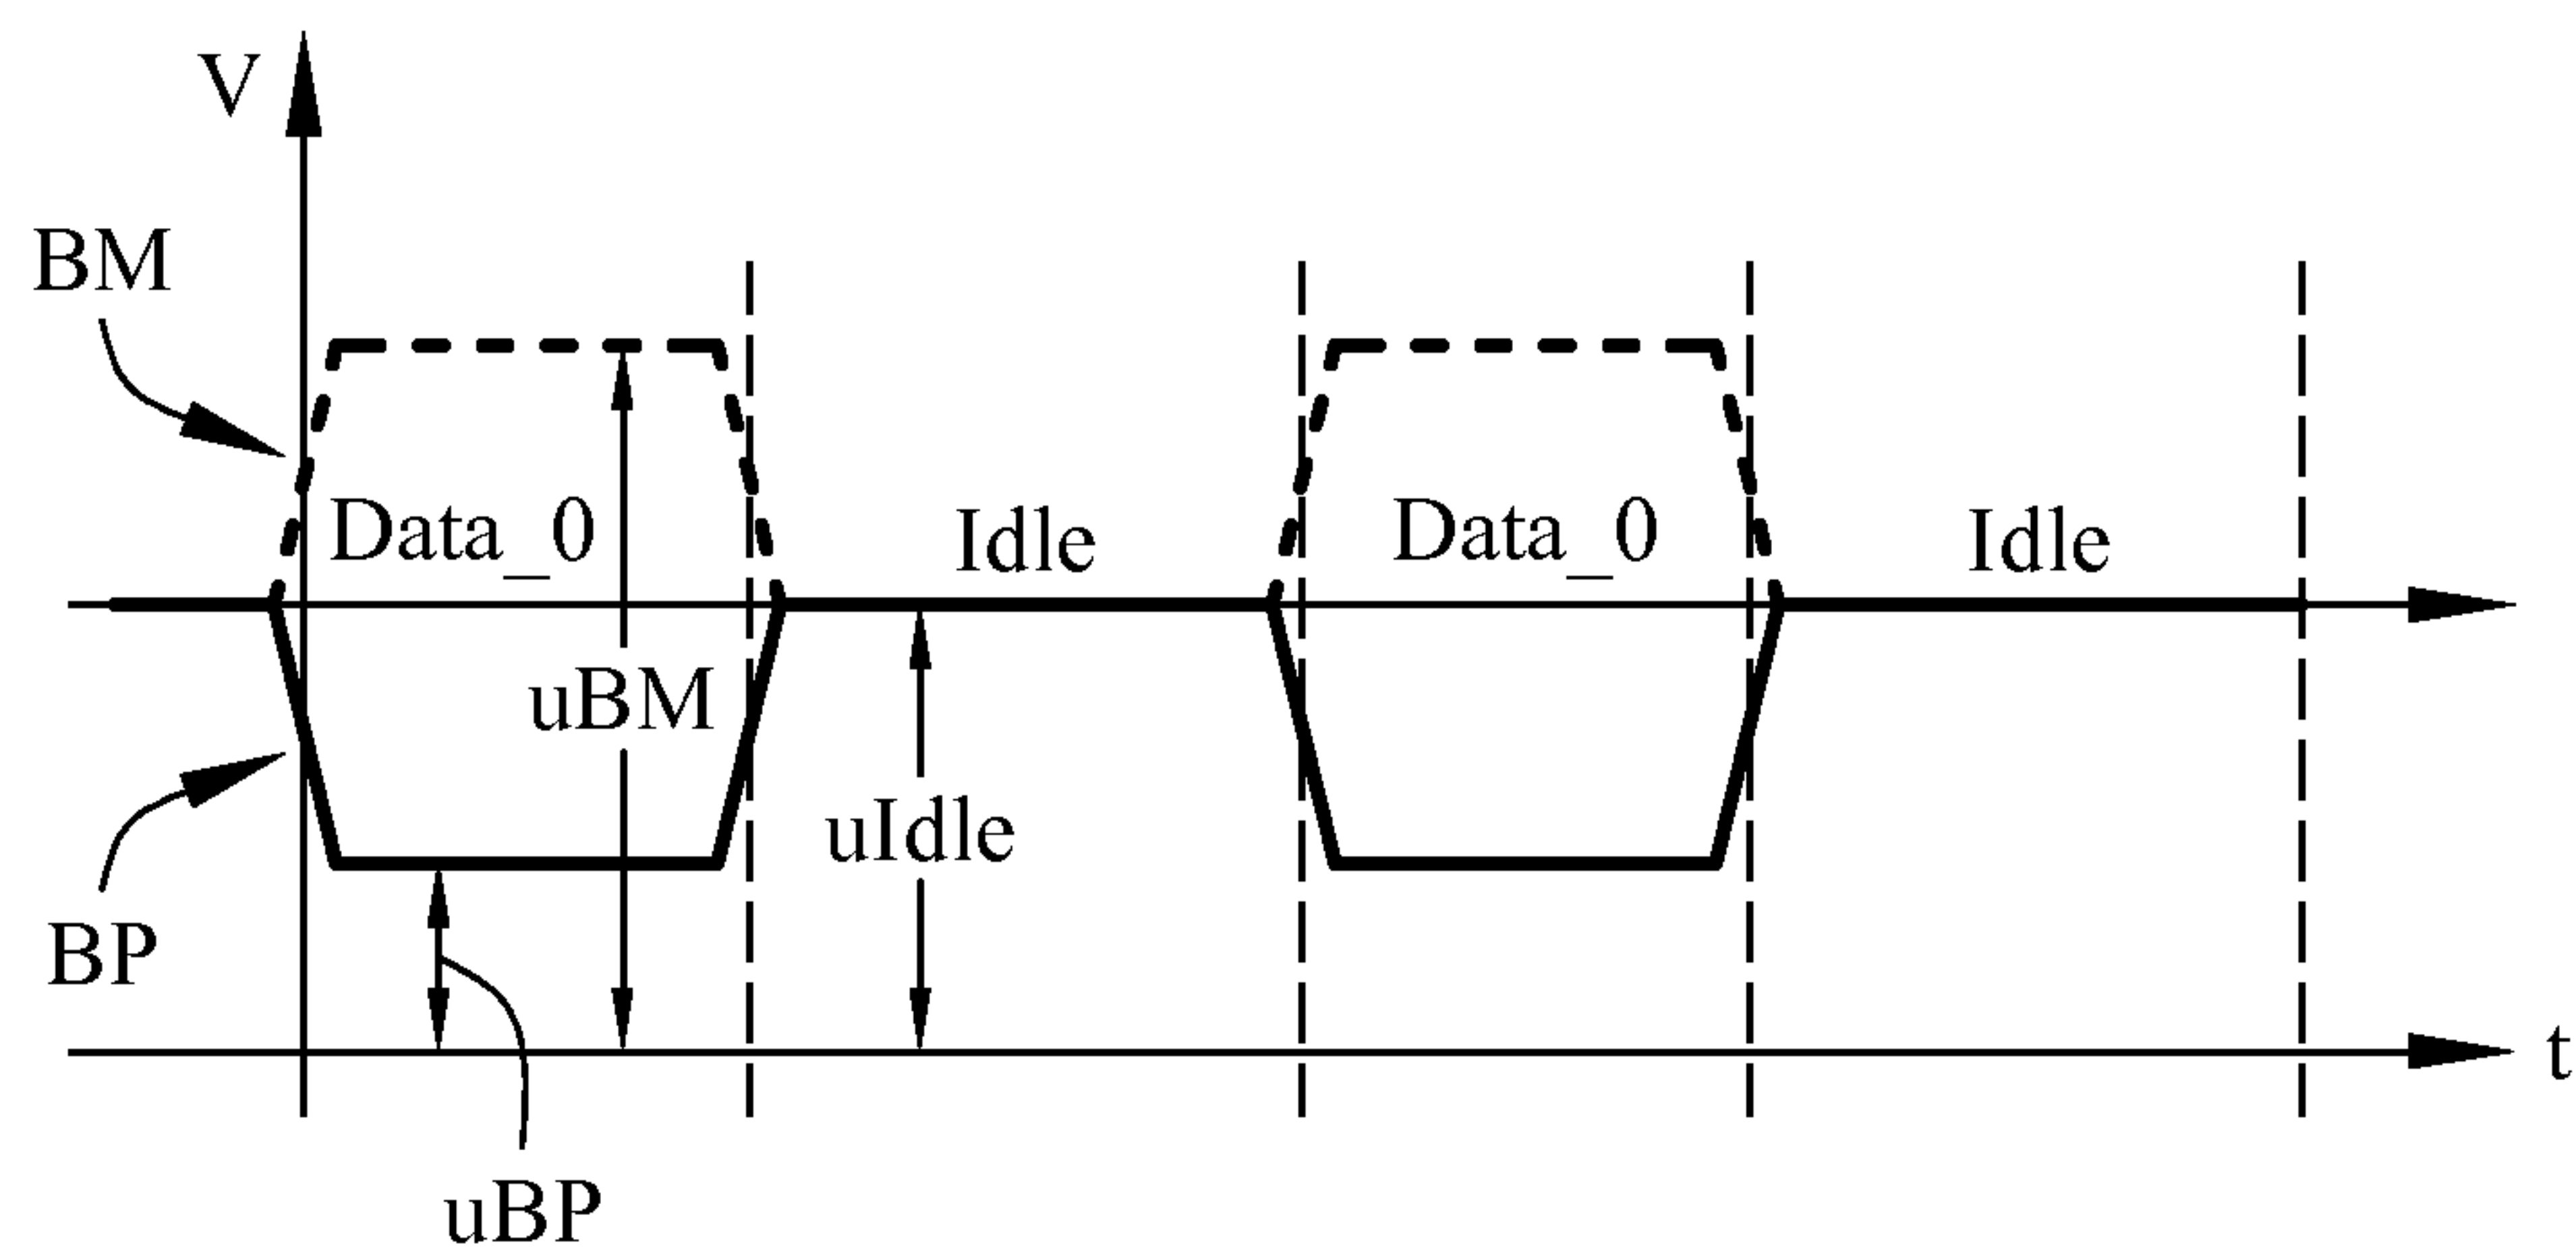 V
BM
Data_0
Idle
Data_0
Idle
uBM
uIdle
BP
t
uBP